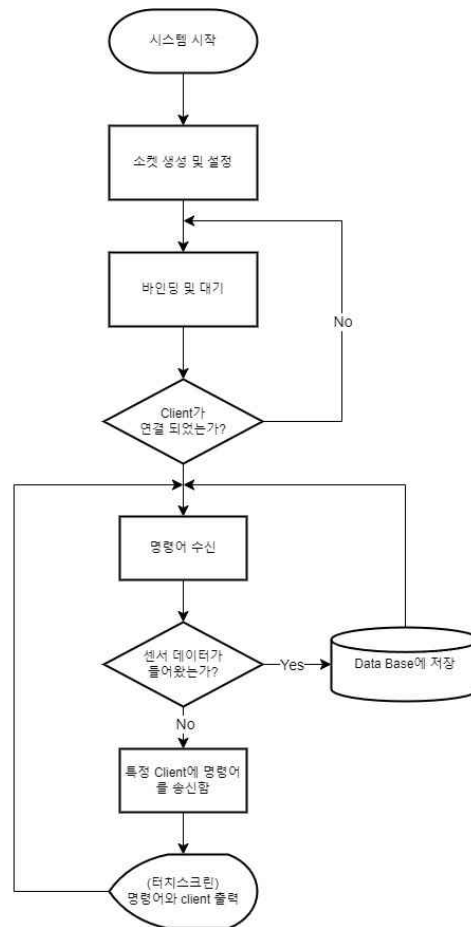 시스템 시작
소켓 생성 및 설정
바인딩 및 대기
No
Client가
연결 되었는가?
명령어 수신
센서 데이터가
들어왔는가?
Yes
Data Base에 저장
No
특정 Client에 명령어
를 송신함
(터치스크린)
명령어와 client 출력